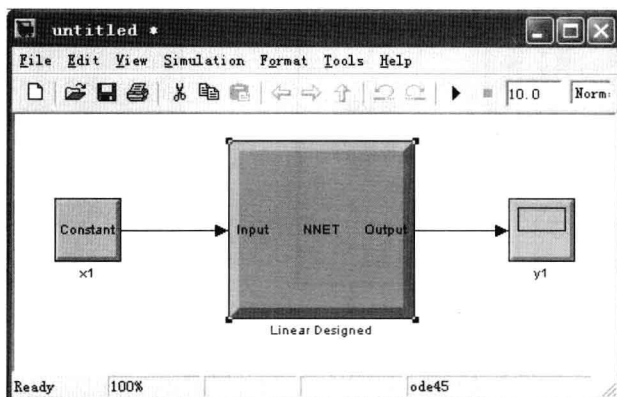 untitled *
File Edit View Simulation Format Tools Help
10.0 Norm:
Constant Input NNET Output
x1 y1
Linear Designed
Ready 100% ode45